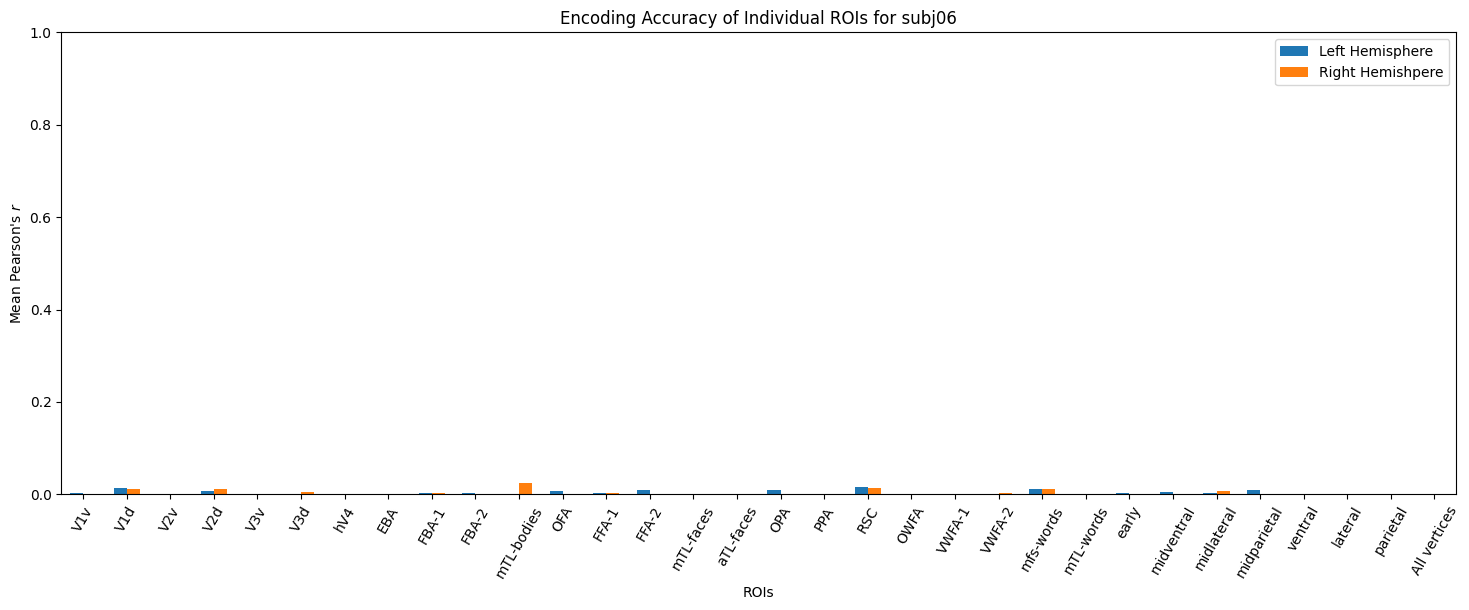 Encoding Accuracy of Individual ROIs for subj06
Left Hemisphere
Right Hemishpere
Mean Pearson's r
1.0
0.8
0.6
0.4
0.2
0.0
V1v
V1d
V2v
V2d
V3v
V3d
hV4
EBA
FBA-1
FBA-2
mTL-bodies
OFA
FFA-1
FFA-2
mTL-faces
aTL-faces
OPA
PPA
RSC
OWFA
VWFA-1
VWFA-2
mfs-words
mTL-words
early
midventral
midlateral
midparietal
ventral
lateral
parietal
All vertices
ROIs